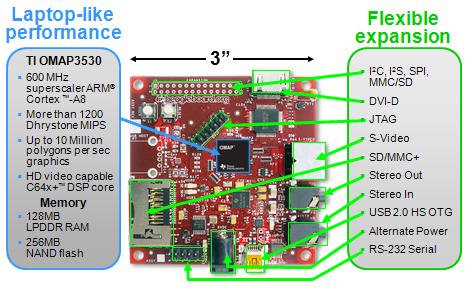 Laptop-like
performance
TI OMAP3530
• 600 MHz
superscaler ARM®
Cortex ™-A8
• More than 1200
Dhrystone MIPS
• Up to 10 Million
polygons per sec
graphics
• HD video capable
C64x+™ DSP core
Memory
• 128MB
LPDDR RAM
• 256MB
NAND flash
3”
OMAP
Flexible
expansion
I²C, I²S, SPI,
MMC/SD
DVI-D
JTAG
S-Video
SD/MMC+
Stereo Out
Stereo In
USB 2.0 HS OTG
Alternate Power
RS-232 Serial